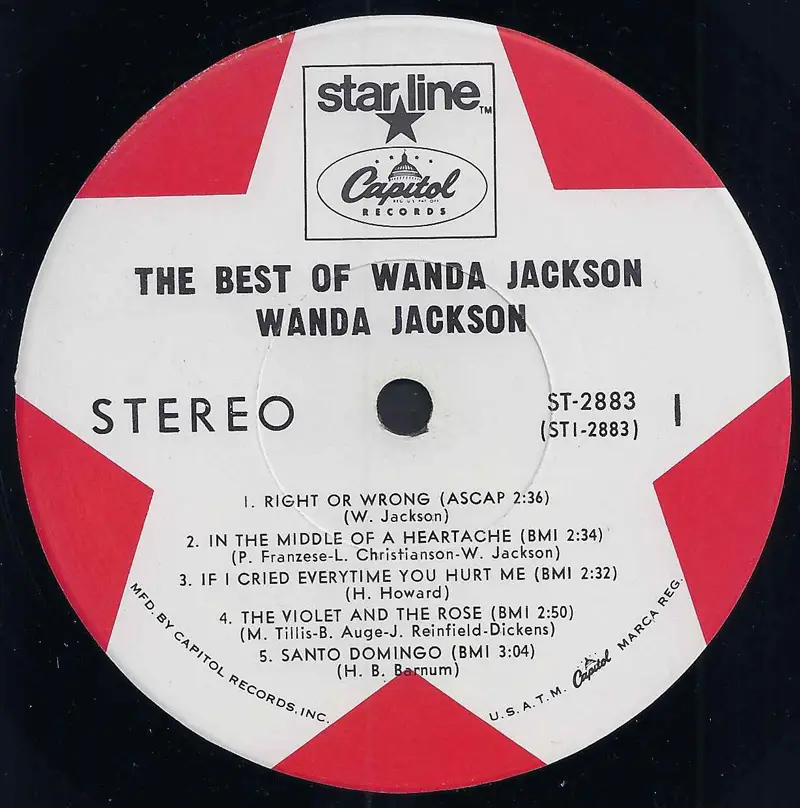 starline™
Capitol
RECORDS
THE BEST OF WANDA JACKSON
WANDA JACKSON
STEREO
ST-2883
(ST1-2883)
1
1. RIGHT OR WRONG (ASCAP 2:36)
(W. Jackson)
2. IN THE MIDDLE OF A HEARTACHE (BMI 2:34)
(P. Franzese-L. Christianson-W. Jackson)
3. IF I CRIED EVERYTIME YOU HURT ME (BMI 2:32)
(H. Howard)
4. THE VIOLET AND THE ROSE (BMI 2:50)
(M. Tillis-B. Auge-J. Reinfield-Dickens)
5. SANTO DOMINGO (BMI 3:04)
(H. B. Barnum)
MFD. BY CAPITOL RECORDS, INC.
U.S.A. T.M. Capitol MARCA REG.